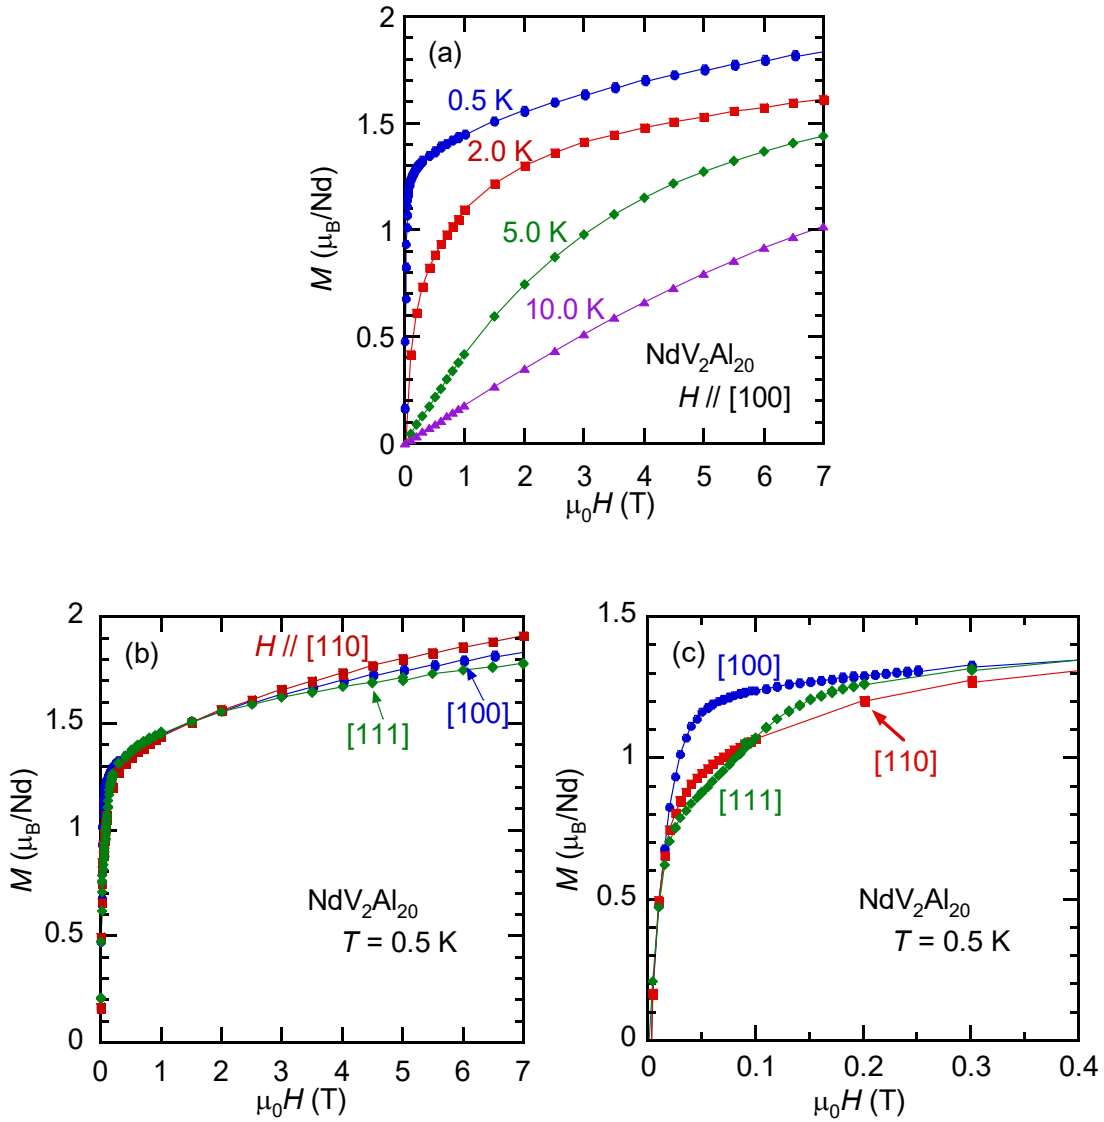 (a)
2
1.5
1
0.5
0
M (μB/Nd)
0.5 K
2.0 K
5.0 K
10.0 K
NdV2Al20
H // [100]
0 1 2 3 4 5 6 7
μ0H (T)
(b)
2
1.5
1
0.5
0
M (μB/Nd)
H // [110]
[100]
[111]
NdV2Al20
T = 0.5 K
0 1 2 3 4 5 6 7
μ0H (T)
(c)
1.5
1
0.5
0
M (μB/Nd)
[100]
[110]
[111]
NdV2Al20
T = 0.5 K
0 0.1 0.2 0.3 0.4
μ0H (T)